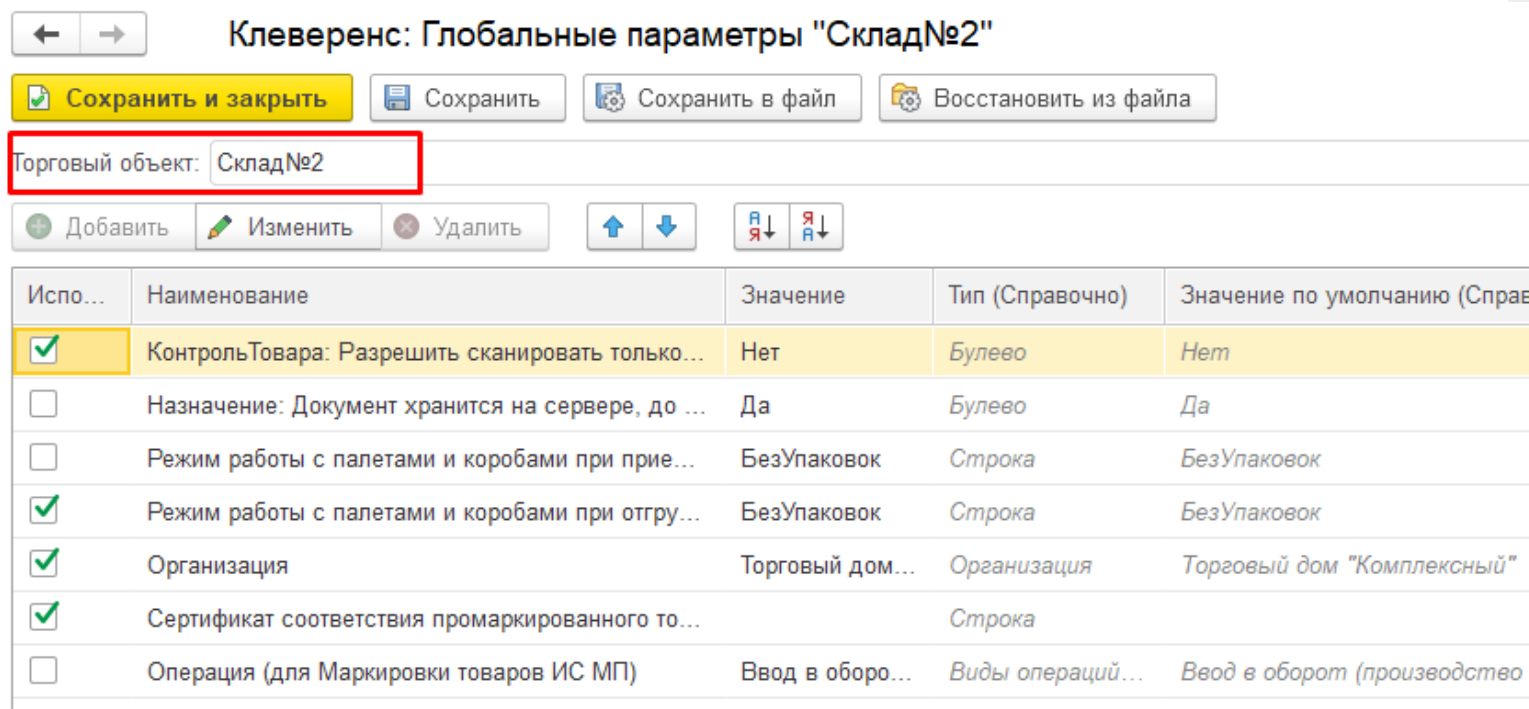 Клеверенс: Глобальные параметры "Склад№2"
Сохранить и закрыть Сохранить Сохранить в файл Восстановить из файла
Торговый объект: Склад№2
Добавить Изменить Удалить
Испо... Наименование Значение Тип (Справочно) Значение по умолчанию (Справ
КонтрольТовара: Разрешить сканировать только... Нет Булево Нет
Назначение: Документ хранится на сервере, до ... Да Булево Да
Режим работы с палетами и коробами при прие... БезУпаковок Строка БезУпаковок
Режим работы с палетами и коробами при отгру... БезУпаковок Строка БезУпаковок
Организация Торговый дом... Организация Торговый дом "Комплексный"
Сертификат соответствия промаркированного то... Строка
Операция (для Маркировки товаров ИС МП) Ввод в оборо... Виды операций... Ввод в оборот (производство